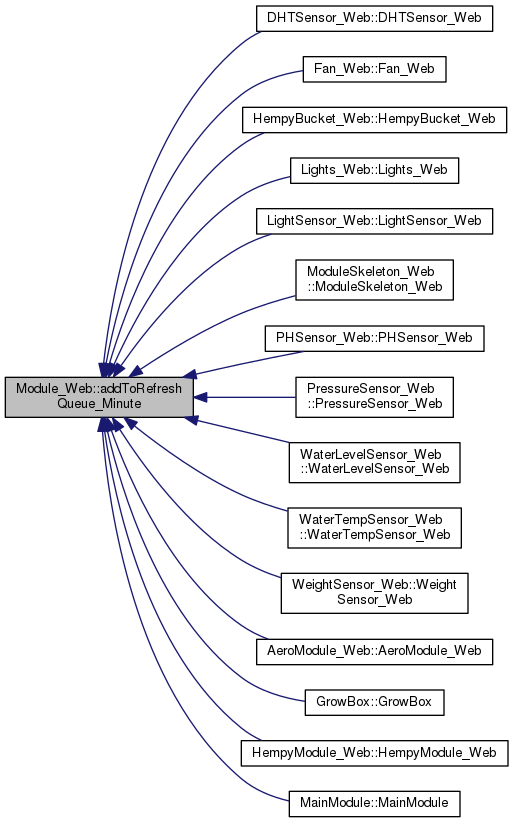 DHTSensor_Web::DHTSensor_Web
Fan_Web::Fan_Web
HempyBucket_Web::HempyBucket_Web
Lights_Web::Lights_Web
LightSensor_Web::LightSensor_Web
ModuleSkeleton_Web
::ModuleSkeleton_Web
PHSensor_Web::PHSensor_Web
Module_Web::addToRefresh
Queue_Minute
PressureSensor_Web
::PressureSensor_Web
WaterLevelSensor_Web
::WaterLevelSensor_Web
WaterTempSensor_Web
::WaterTempSensor_Web
WeightSensor_Web::Weight
Sensor_Web
AeroModule_Web::AeroModule_Web
GrowBox::GrowBox
HempyModule_Web::HempyModule_Web
MainModule::MainModule